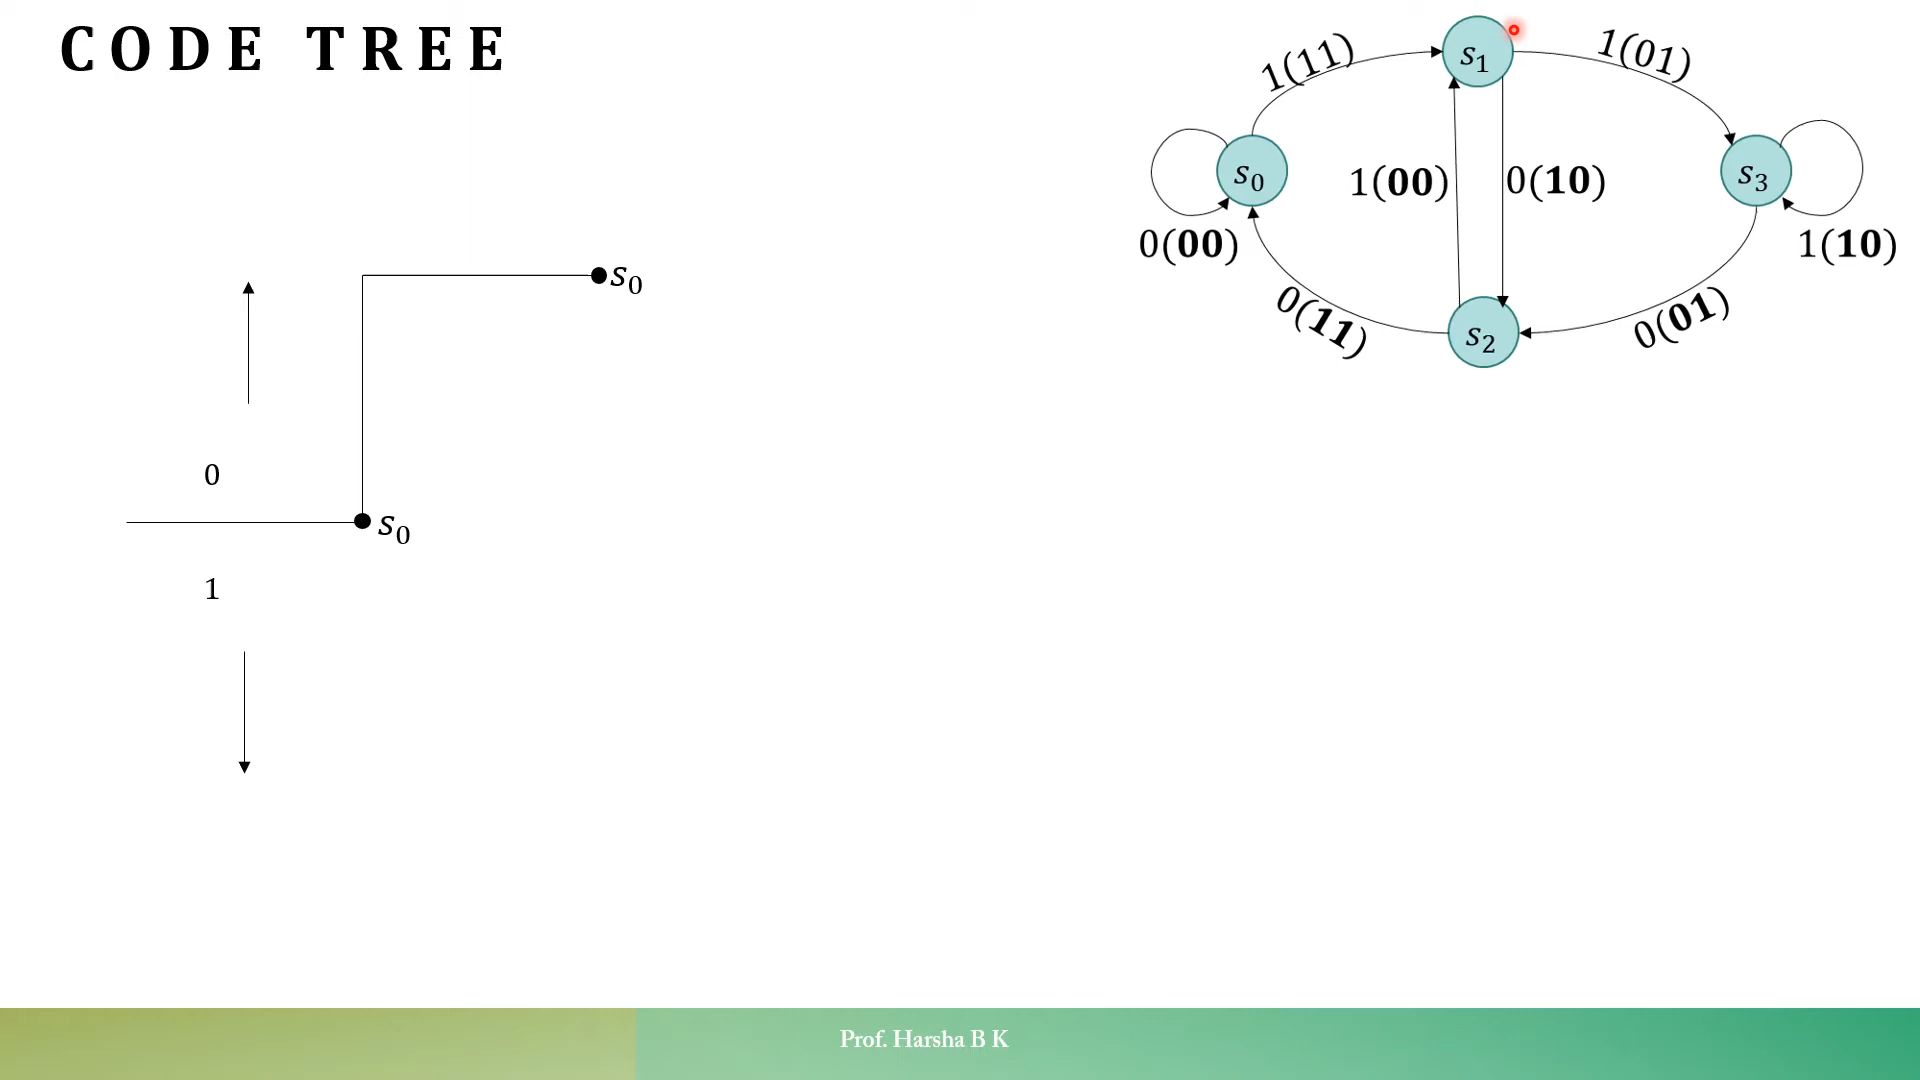 CODE TREE
1(11)
s1
1(01)
s0
1(00)
0(10)
s3
0(00)
1(10)
0(11)
s2
0(01)
s0
0
s0
1
Prof. Harsha B K